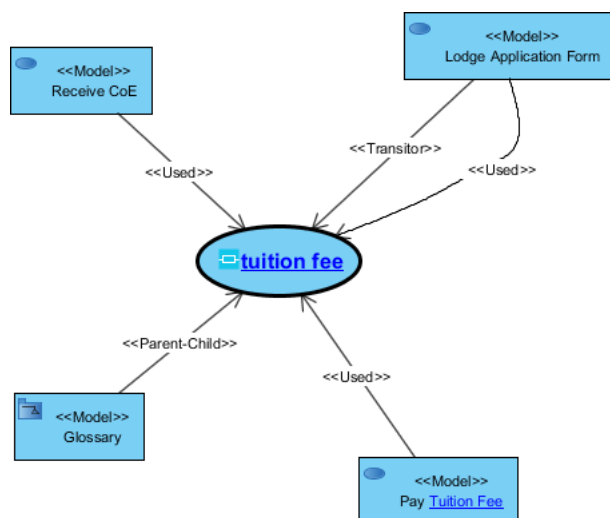 <<Model>>
Receive CoE
<<Model>>
Lodge Application Form
<<Transitor>>
<<Used>>
<<Used>>
tuition fee
<<Parent-Child>>
<<Used>>
<<Model>>
Glossary
<<Model>>
Pay Tuition Fee